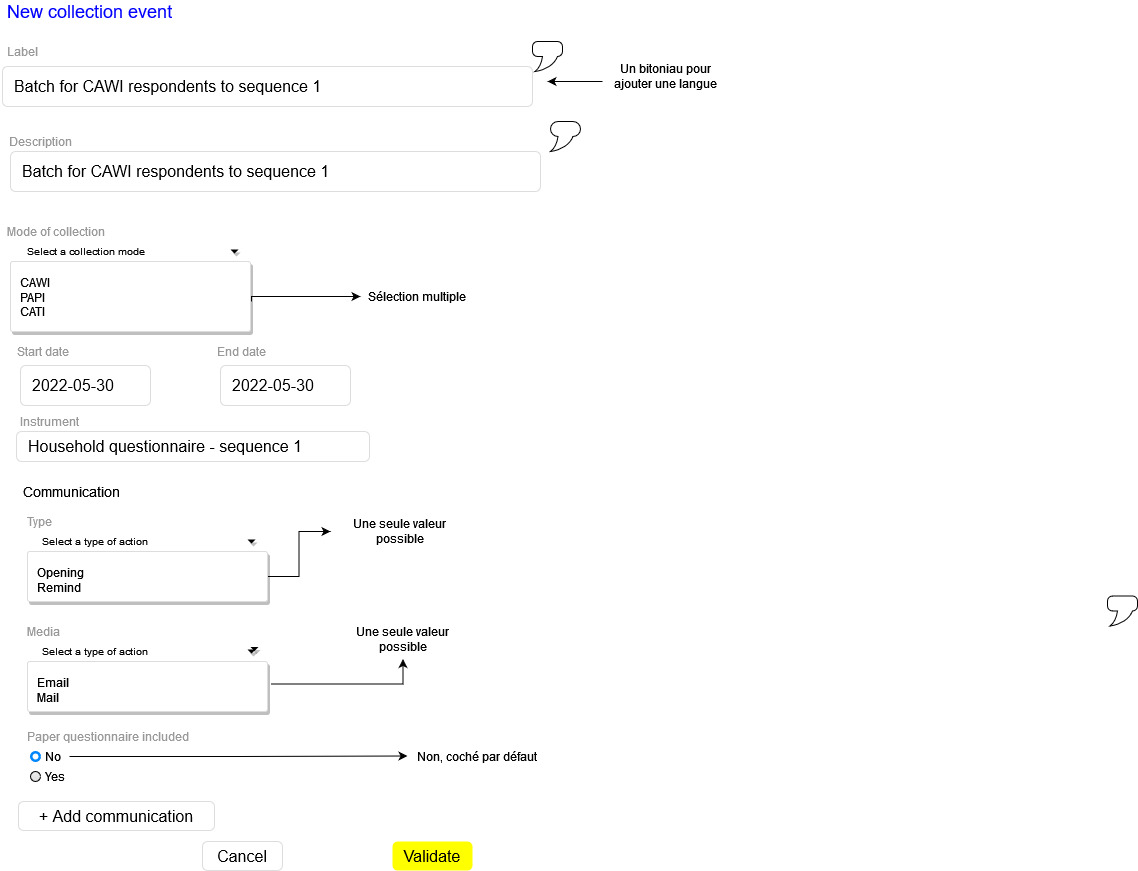 New collection event
Label
Batch for CAWI respondents to sequence 1
Un bitoniau pour
ajouter une langue
Description
Batch for CAWI respondents to sequence 1
Mode of collection
Select a collection mode
CAWI
PAPI
CATI
Sélection multiple
Start date
End date
2022-05-30
2022-05-30
Instrument
Household questionnaire - sequence 1
Communication
Type
Select a type of action
Opening
Remind
Une seule valeur
possible
Media
Select a type of action
Email
Mail
Une seule valeur
possible
Paper questionnaire included
No
Non, coché par défaut
Yes
+ Add communication
Cancel
Validate